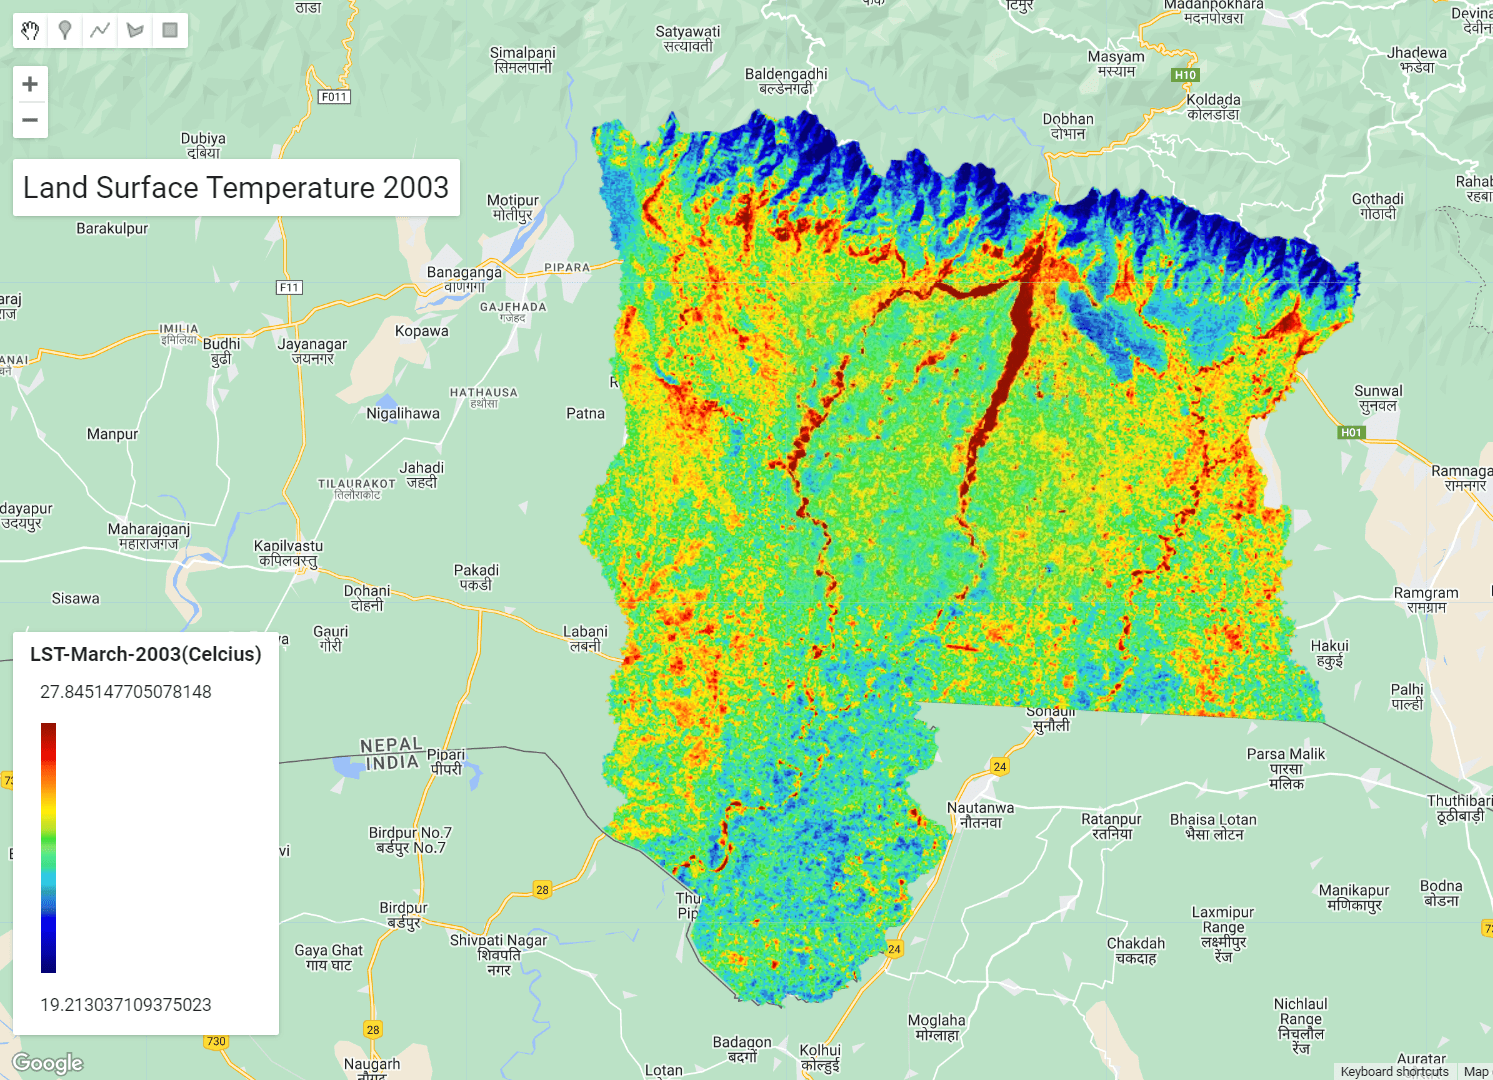 ठाडा
टिमुर
Madanpokhara
मदनपोखरा
Satyawati
सत्यावती
Simalpani
सिमलपानी
Baldengadhi
बल्डेनगढी
Masyam
मस्याम
H10
Jhadewa
झडेवा
F011
Koldada
कोलडाँडा
Dobhan
दोभान
Dubiya
दुबिया
Land Surface Temperature 2003
Motipur
मोतीपुर
Gothadi
गोठादी
Barakulpur
Banaganga
वाणगंगा
PIPARA
F11
GAJEHADA
गजेहद
IMILIA
इमिलिया
Budhi
बुढी
Jayanagar
जयनगर
Kopawa
HATHAUSA
हथौसा
Nigalihawa
Patna
Sunwal
सुनवल
H01
Manpur
Jahadi
जहदी
TILAURAKOT
तिलौराकोट
Ramnaga
रामनगर
dayapur
उदयपुर
Maharajganj
महाराजगंज
Kapilvastu
कपिलवस्तु
Pakadi
पकडी
Dohani
दोहनी
Sisawa
Ramgram
रामग्राम
Gauri
गौरी
Labani
लबनी
Hakui
हकुई
LST-March-2003(Celcius)
27.845147705078148
19.213037109375023
Palhi
पाल्ही
Sonauli
सुनौली
NEPAL
INDIA
Pipari
पीपरी
24
Parsa Malik
पारसा
मलिक
Nautanwa
नौतनवा
Ratanpur
रतनिया
Bhaisa Lotan
भैसा लोटन
Thuthibari
ठूठीबाड़ी
Birdpur No.7
बर्डपुर No.7
28
Birdpur
बर्डपुर
Thu
Pip
Manikapur
मणिकापुर
Bodna
बोडना
Laxmipur
Range
लक्ष्मीपुर
रेंज
Gaya Ghat
गाय घाट
Shivpati Nagar
शिवपति
नगर
24
Chakdah
चकदाह
Nichlaul
Range
निचलौल
रेंज
Moglaha
मोग्लाहा
28
730
Badagon
बदगों
Kolhui
कोल्हुई
Naugarh
Lotan
Auratar
Google
Keyboard shortcuts
Map